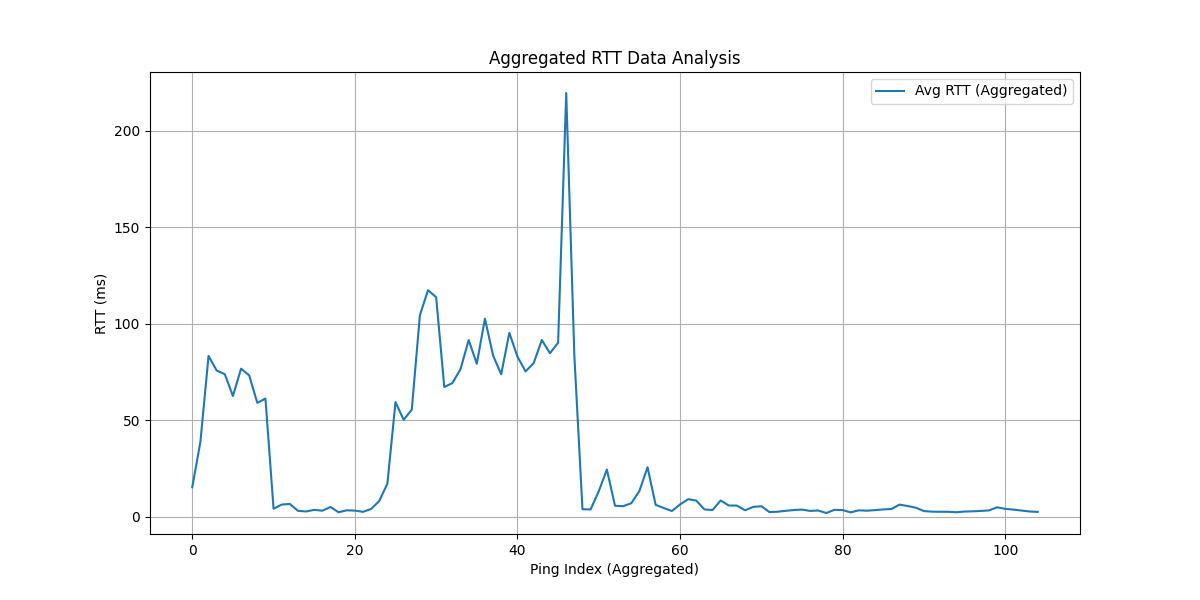 Aggregated RTT Data Analysis
Avg RTT (Aggregated)
RTT (ms)
200
150
100
50
0
0 20 40 60 80 100
Ping Index (Aggregated)